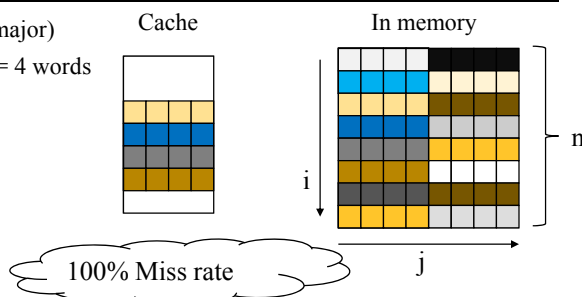 major) Cache In memory
= 4 words
n
i
j
100% Miss rate